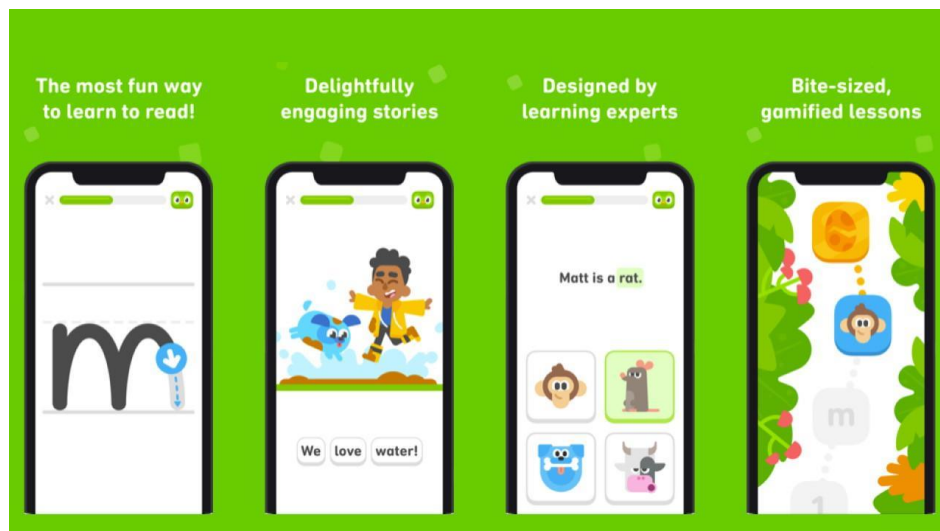 The most fun way
to learn to read!
m
Delightfully
engaging stories
We love water!
Designed by
learning experts
Matt is a rat.
Bite-sized,
gamified lessons
m